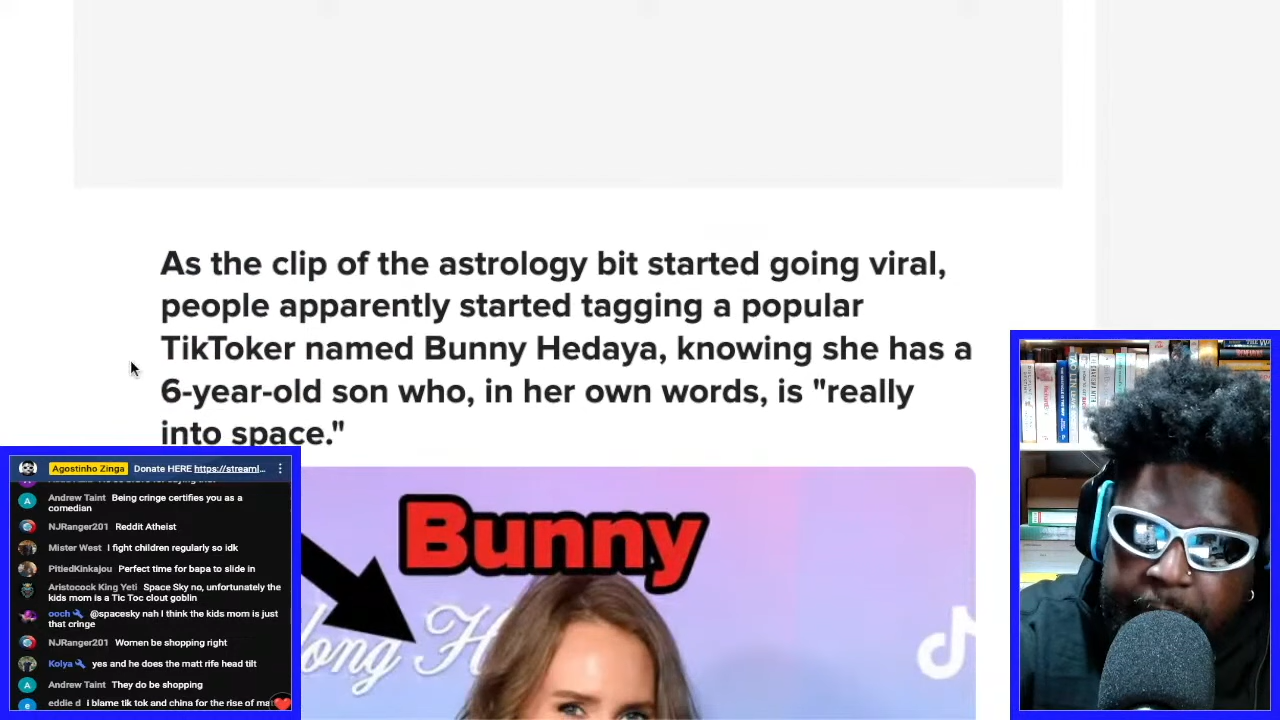 As the clip of the astrology bit started going viral,
people apparently started tagging a popular
TikToker named Bunny Hedaya, knowing she has a
6-year-old son who, in her own words, is "really
into space."
Bunny
Agostinho Zinga Donate HERE https://streaml...
Andrew Taint Being cringe certifies you as a
comedian
NJRanger201 Reddit Atheist
Mister West I fight children regularly so idk
PitiedKinkajou Perfect time for bapa to slide in
Aristocock King Yeti Space Sky no, unfortunately the
kids mom is a Tic Toc clout goblin
ooch @spacesky nah I think the kids mom is just
that cringe
NJRanger201 Women be shopping right
Kolya yes and he does the matt rife head tilt
Andrew Taint They do be shopping
eddie d i blame tik tok and china for the rise of